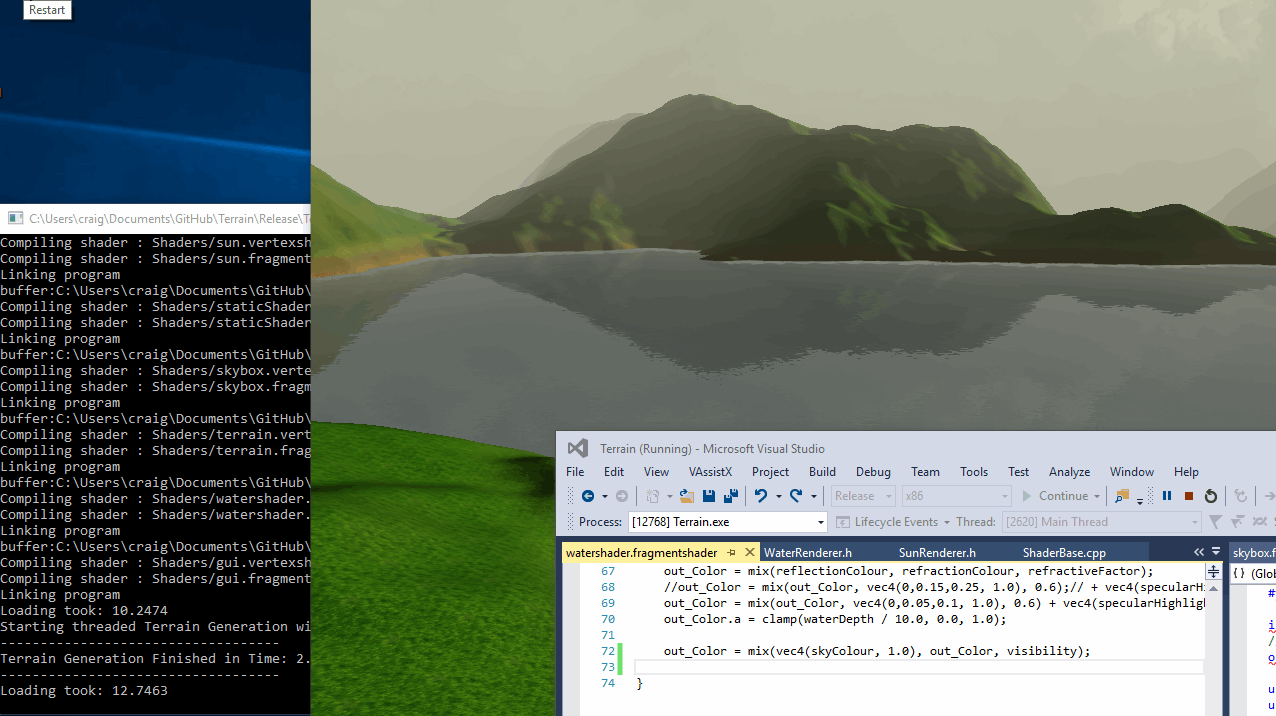 Restart
C:\Users\craig\Documents\GitHub\Terrain\Release\T
Compiling shader : Shaders/sun.vertexsh
Compiling shader : Shaders/sun.fragment
Linking program
buffer:C:\Users\craig\Documents\GitHub\
Compiling shader : Shaders/staticShader
Compiling shader : Shaders/staticShader
Linking program
buffer:C:\Users\craig\Documents\GitHub\
Compiling shader : Shaders/skybox.verte
Compiling shader : Shaders/skybox.fragm
Linking program
buffer:C:\Users\craig\Documents\GitHub\
Compiling shader : Shaders/terrain.vert
Compiling shader : Shaders/terrain.frag
Linking program
buffer:C:\Users\craig\Documents\GitHub\
Compiling shader : Shaders/watershader.
Compiling shader : Shaders/watershader.
Linking program
buffer:C:\Users\craig\Documents\GitHub\
Compiling shader : Shaders/gui.vertexsh
Compiling shader : Shaders/gui.fragment
Linking program
Loading took: 10.2474
Starting threaded Terrain Generation wi
-----------------------------------
Terrain Generation Finished in Time: 2.
-----------------------------------
Loading took: 12.7463
Terrain (Running) - Microsoft Visual Studio
File Edit View VAssistX Project Build Debug Team Tools Test Analyze Window Help
Release x86 Continue
Process: [12768] Terrain.exe Lifecycle Events Thread: [2620] Main Thread
watershader.fragmentshader WaterRenderer.h SunRenderer.h ShaderBase.cpp skybox.f
{ } (Glob
67 out_Color = mix(reflectionColour, refractionColour, refractiveFactor);
68 //out_Color = mix(out_Color, vec4(0,0.15,0.25, 1.0), 0.6);// + vec4(specularH
69 out_Color = mix(out_Color, vec4(0,0.05,0.1, 1.0), 0.6) + vec4(specularHighlig
70 out_Color.a = clamp(waterDepth / 10.0, 0.0, 1.0);
71
72 out_Color = mix(vec4(skyColour, 1.0), out_Color, visibility);
73
74 }
#
i
/
o
u
u